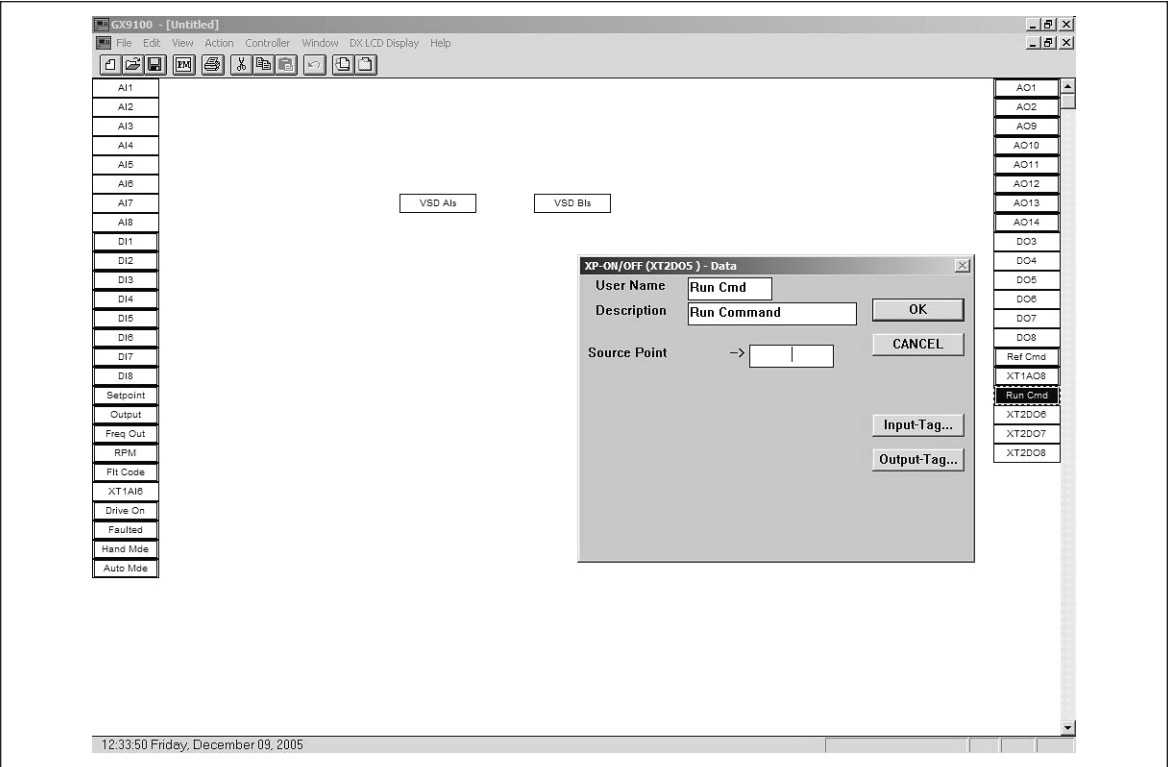 GX9100 - [Untitled]
File Edit View Action Controller Window DX LCD Display Help
FM
AI1
AI2
AI3
AI4
AI5
AI6
AI7
AI8
DI1
DI2
DI3
DI4
DI5
DI6
DI7
DI8
Setpoint
Output
Freq Out
RPM
Flt Code
XT1AI6
Drive On
Faulted
Hand Mde
Auto Mde
VSD AIs
VSD BIs
XP-ON/OFF (XT2DO5 ) - Data
User Name Run Cmd
Description Run Command
OK
CANCEL
Source Point -->
Input-Tag...
Output-Tag...
AO1
AO2
AO9
AO10
AO11
AO12
AO13
AO14
DO3
DO4
DO5
DO6
DO7
DO8
Ref Cmd
XT1AO8
Run Cmd
XT2DO6
XT2DO7
XT2DO8
12:33:50 Friday, December 09, 2005